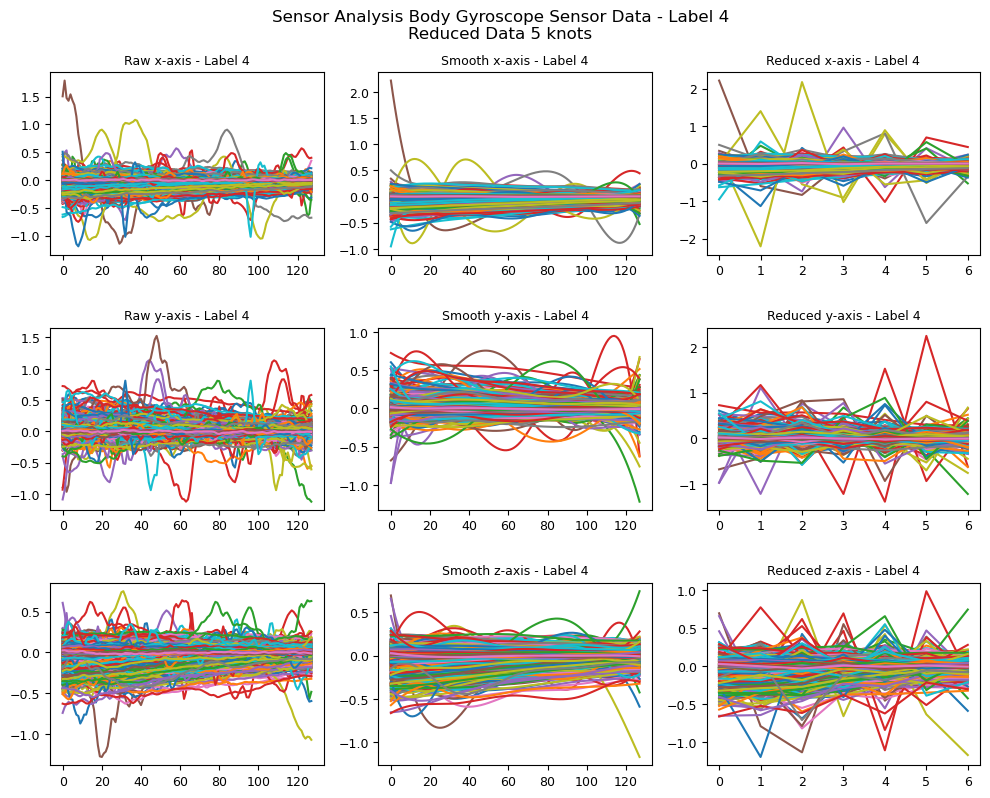 Sensor Analysis Body Gyroscope Sensor Data - Label 4
Reduced Data 5 knots
Raw x-axis - Label 4
Smooth x-axis - Label 4
Reduced x-axis - Label 4
1.5
1.0
0.5
0.0
−0.5
−1.0
0 20 40 60 80 100 120
2.0
1.5
1.0
0.5
0.0
−0.5
−1.0
0 20 40 60 80 100 120
2
1
0
−1
−2
0 1 2 3 4 5 6
Raw y-axis - Label 4
Smooth y-axis - Label 4
Reduced y-axis - Label 4
1.5
1.0
0.5
0.0
−0.5
−1.0
0 20 40 60 80 100 120
1.0
0.5
0.0
−0.5
−1.0
0 20 40 60 80 100 120
2
1
0
−1
0 1 2 3 4 5 6
Raw z-axis - Label 4
Smooth z-axis - Label 4
Reduced z-axis - Label 4
0.5
0.0
−0.5
−1.0
0 20 40 60 80 100 120
0.5
0.0
−0.5
−1.0
0 20 40 60 80 100 120
1.0
0.5
0.0
−0.5
−1.0
0 1 2 3 4 5 6